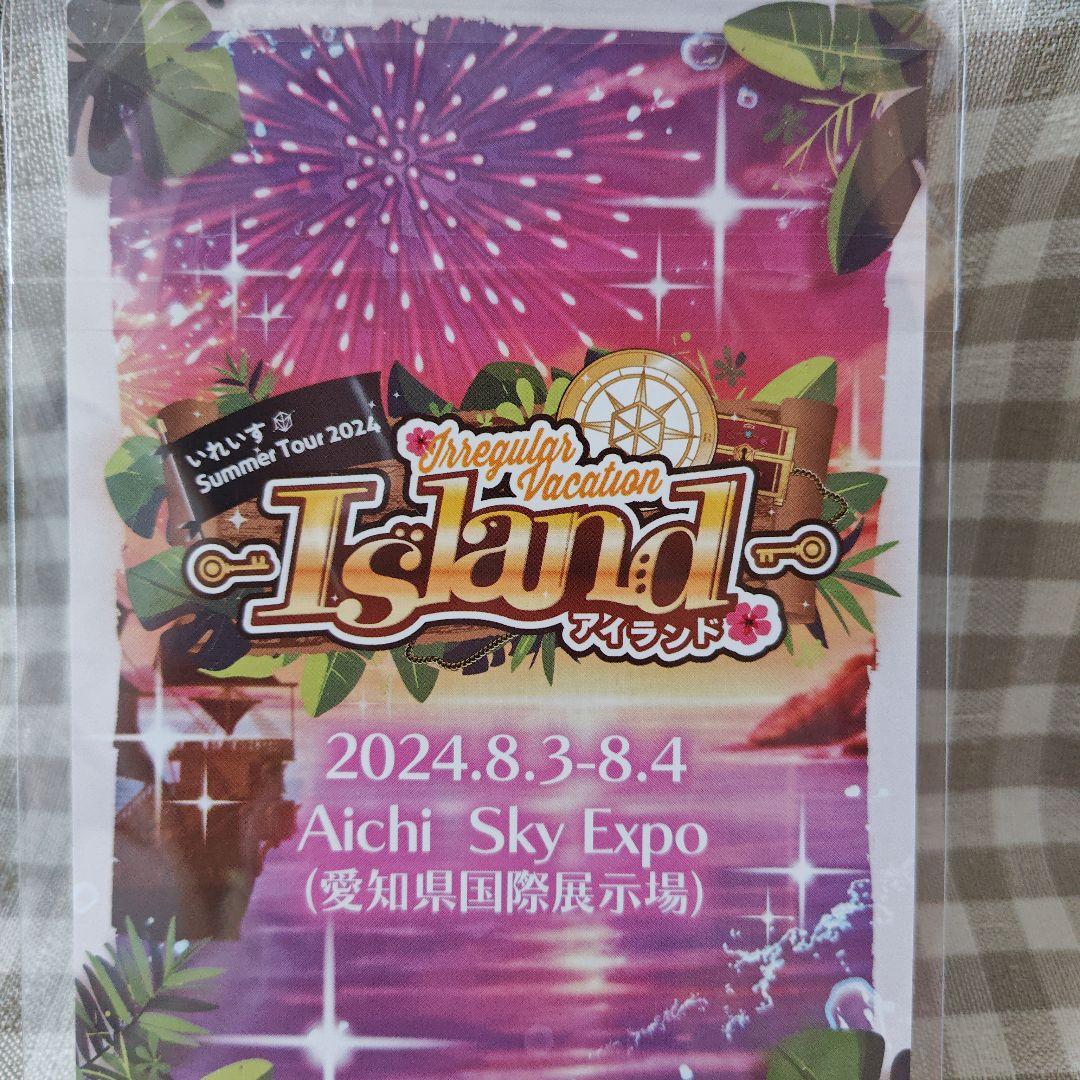 いれいす
Summer Tour 2024
Irregular
Vacation
Island
アイランド
2024.8.3-8.4
Aichi Sky Expo
(愛知県国際展示場)